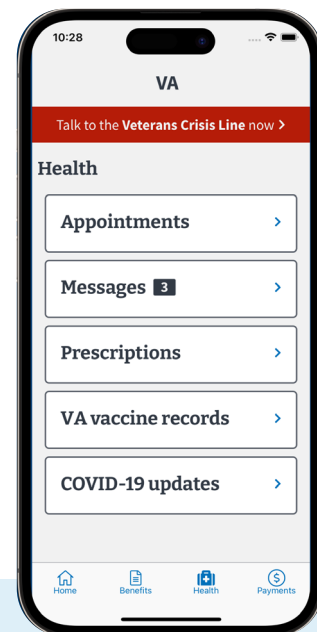 10:28
VA
Talk to the Veterans Crisis Line now
Health
Appointments
Messages 3
Prescriptions
VA vaccine records
COVID-19 updates
Home Benefits Health Payments